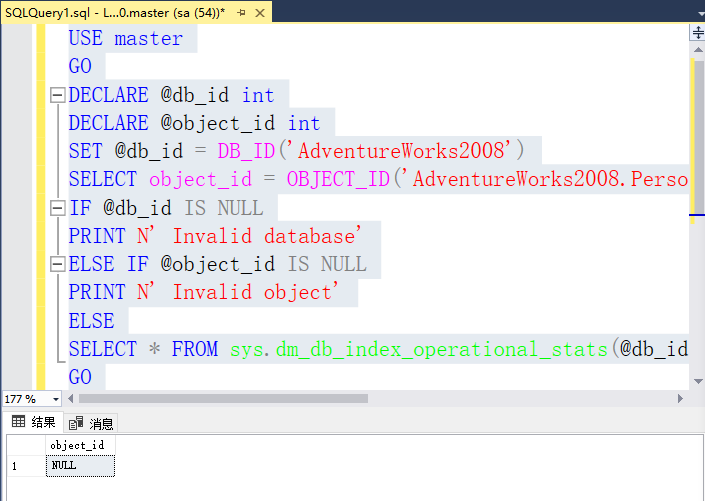 SQLQuery1.sql - L...0.master (sa (54))*
USE master
GO
DECLARE @db_id int
DECLARE @object_id int
SET @db_id = DB_ID('AdventureWorks2008')
SELECT object_id = OBJECT_ID('AdventureWorks2008.Perso
IF @db_id IS NULL
PRINT N' Invalid database'
ELSE IF @object_id IS NULL
PRINT N' Invalid object'
ELSE
SELECT * FROM sys.dm_db_index_operational_stats(@db_id
GO
177 %
结果 消息
object_id
1 NULL